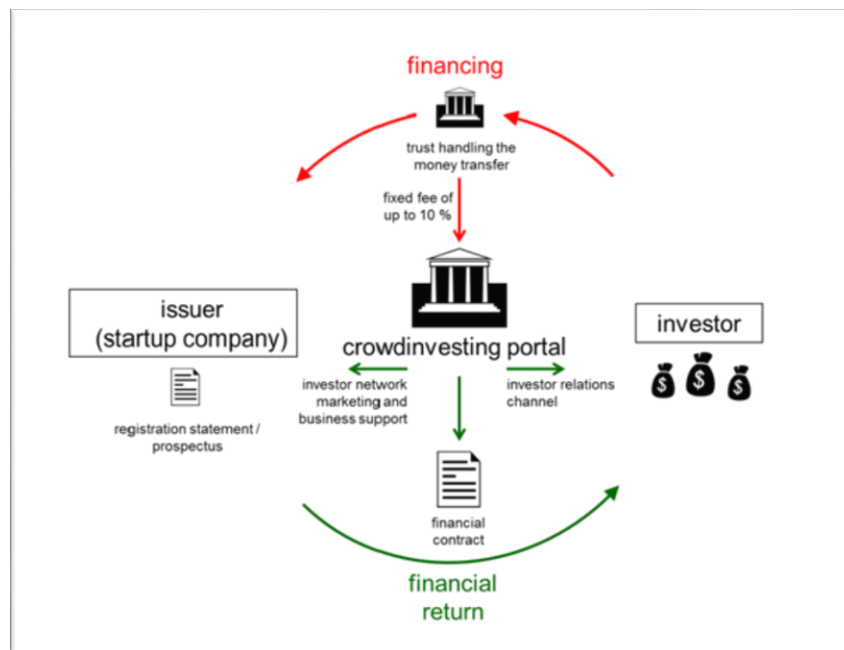 financing
trust handling the
money transfer
fixed fee of
up to 10 %
issuer
(startup company)
crowdinvesting portal
investor
investor network
marketing and
business support
investor relations
channel
registration statement /
prospectus
$
$
$
financial
contract
financial
return